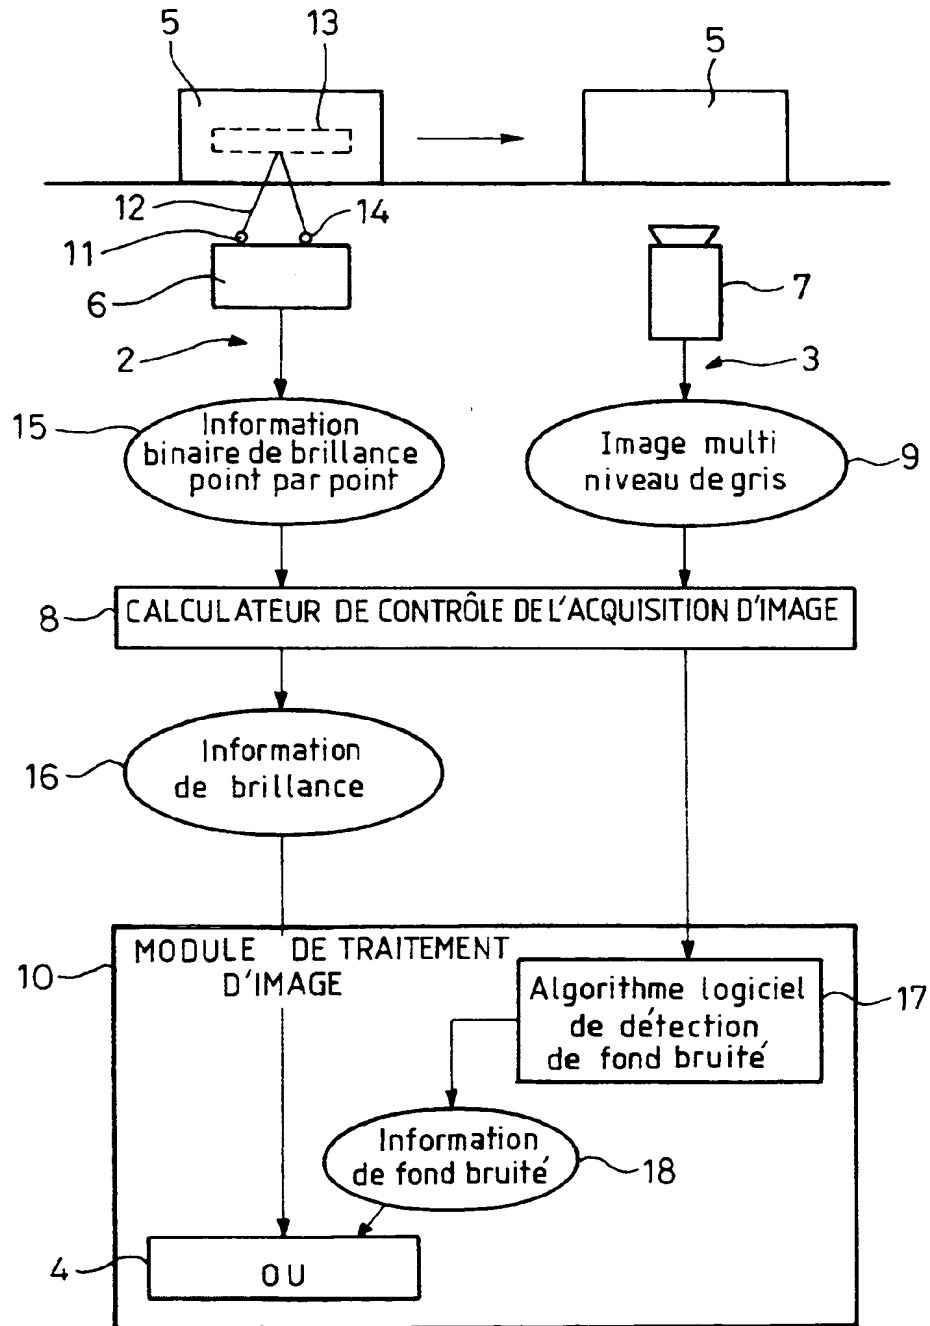 5
13
5
12
14
11
6
7
2
3
15
Information
binaire de brillance
point par point
Image multi
niveau de gris
9
8
CALCULATEUR DE CONTRÔLE DE L'ACQUISITION D'IMAGE
16
Information
de brillance
10
MODULE DE TRAITEMENT
D'IMAGE
Algorithme logiciel
de détection
de fond bruité
17
Information
de fond bruité
18
4
OU